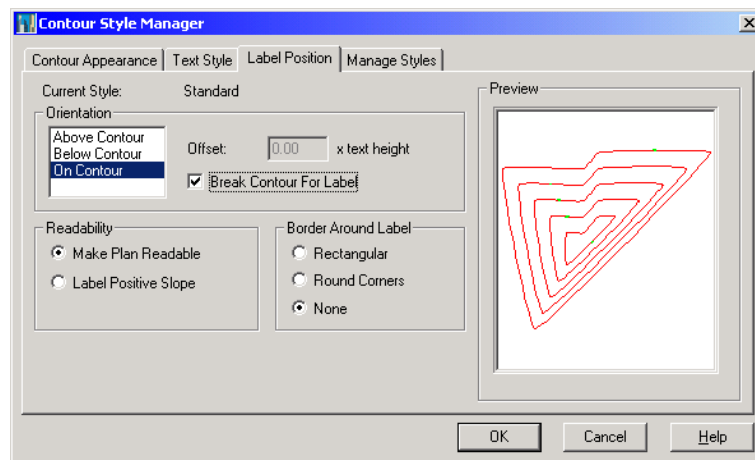 Contour Style Manager
Contour Appearance Text Style Label Position Manage Styles
Current Style: Standard
Orientation
Above Contour
Below Contour
On Contour
Offset: 0.00 x text height
Break Contour For Label
Readability
Make Plan Readable
Label Positive Slope
Border Around Label
Rectangular
Round Corners
None
Preview
OK Cancel Help